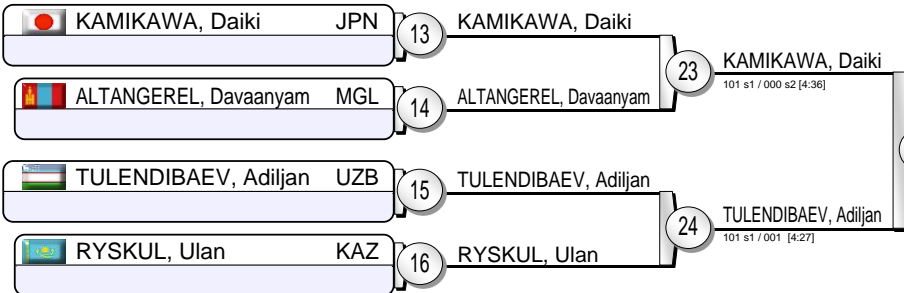 KAMIKAWA, Daiki JPN
13
KAMIKAWA, Daiki
ALTANGEREL, Davaanyam MGL
14
ALTANGEREL, Davaanyam
23
KAMIKAWA, Daiki
101 s1 / 000 s2 [4:36]
TULENDIBAEV, Adiljan UZB
15
TULENDIBAEV, Adiljan
RYSKUL, Ulan KAZ
16
RYSKUL, Ulan
24
TULENDIBAEV, Adiljan
101 s1 / 001 [4:27]